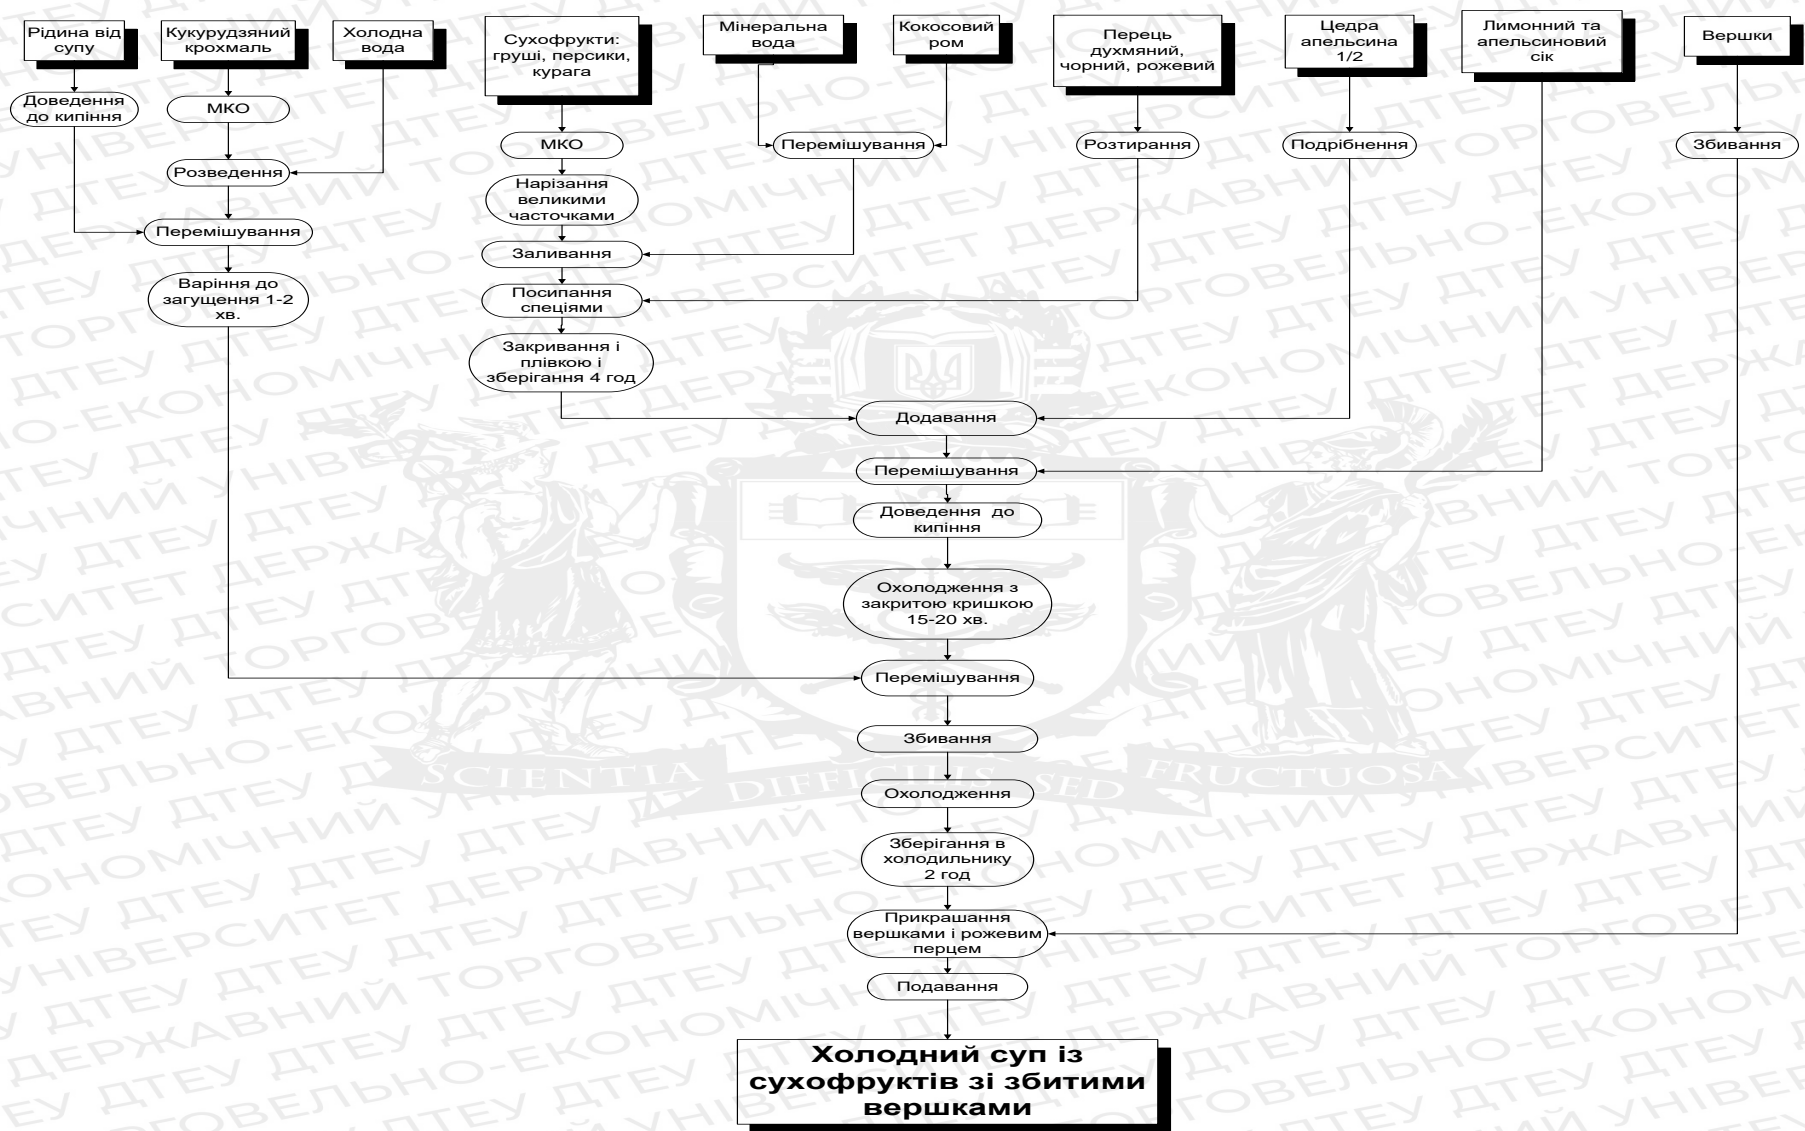 Рідина від
супу
Кукурудзяний
крохмаль
Холодна
вода
Сухофрукти:
груші, персики,
курага
Мінеральна
вода
Кокосовий
ром
Перець
духмяний,
чорний, рожевий
Цедра
апельсина
1/2
Лимонний та
апельсиновий
сік
Вершки
Доведення
до кипіння
МКО
МКО
Перемішування
Розтирання
Подрібнення
Збивання
Розведення
Нарізання
великими
часточками
Перемішування
Заливання
Варіння до
загущення 1-2
хв.
Посипання
спеціями
Закривання і
плівкою і
зберігання 4 год
Додавання
Перемішування
Доведення до
кипіння
Охолодження з
закритою кришкою
15-20 хв.
Перемішування
Збивання
Охолодження
Зберігання в
холодильнику
2 год
Прикрашання
вершками і рожевим
перцем
Подавання
Холодний суп із
сухофруктів зі збитими
вершками
SCIENTIA DIFFICILIS SED FRUCTUOSA